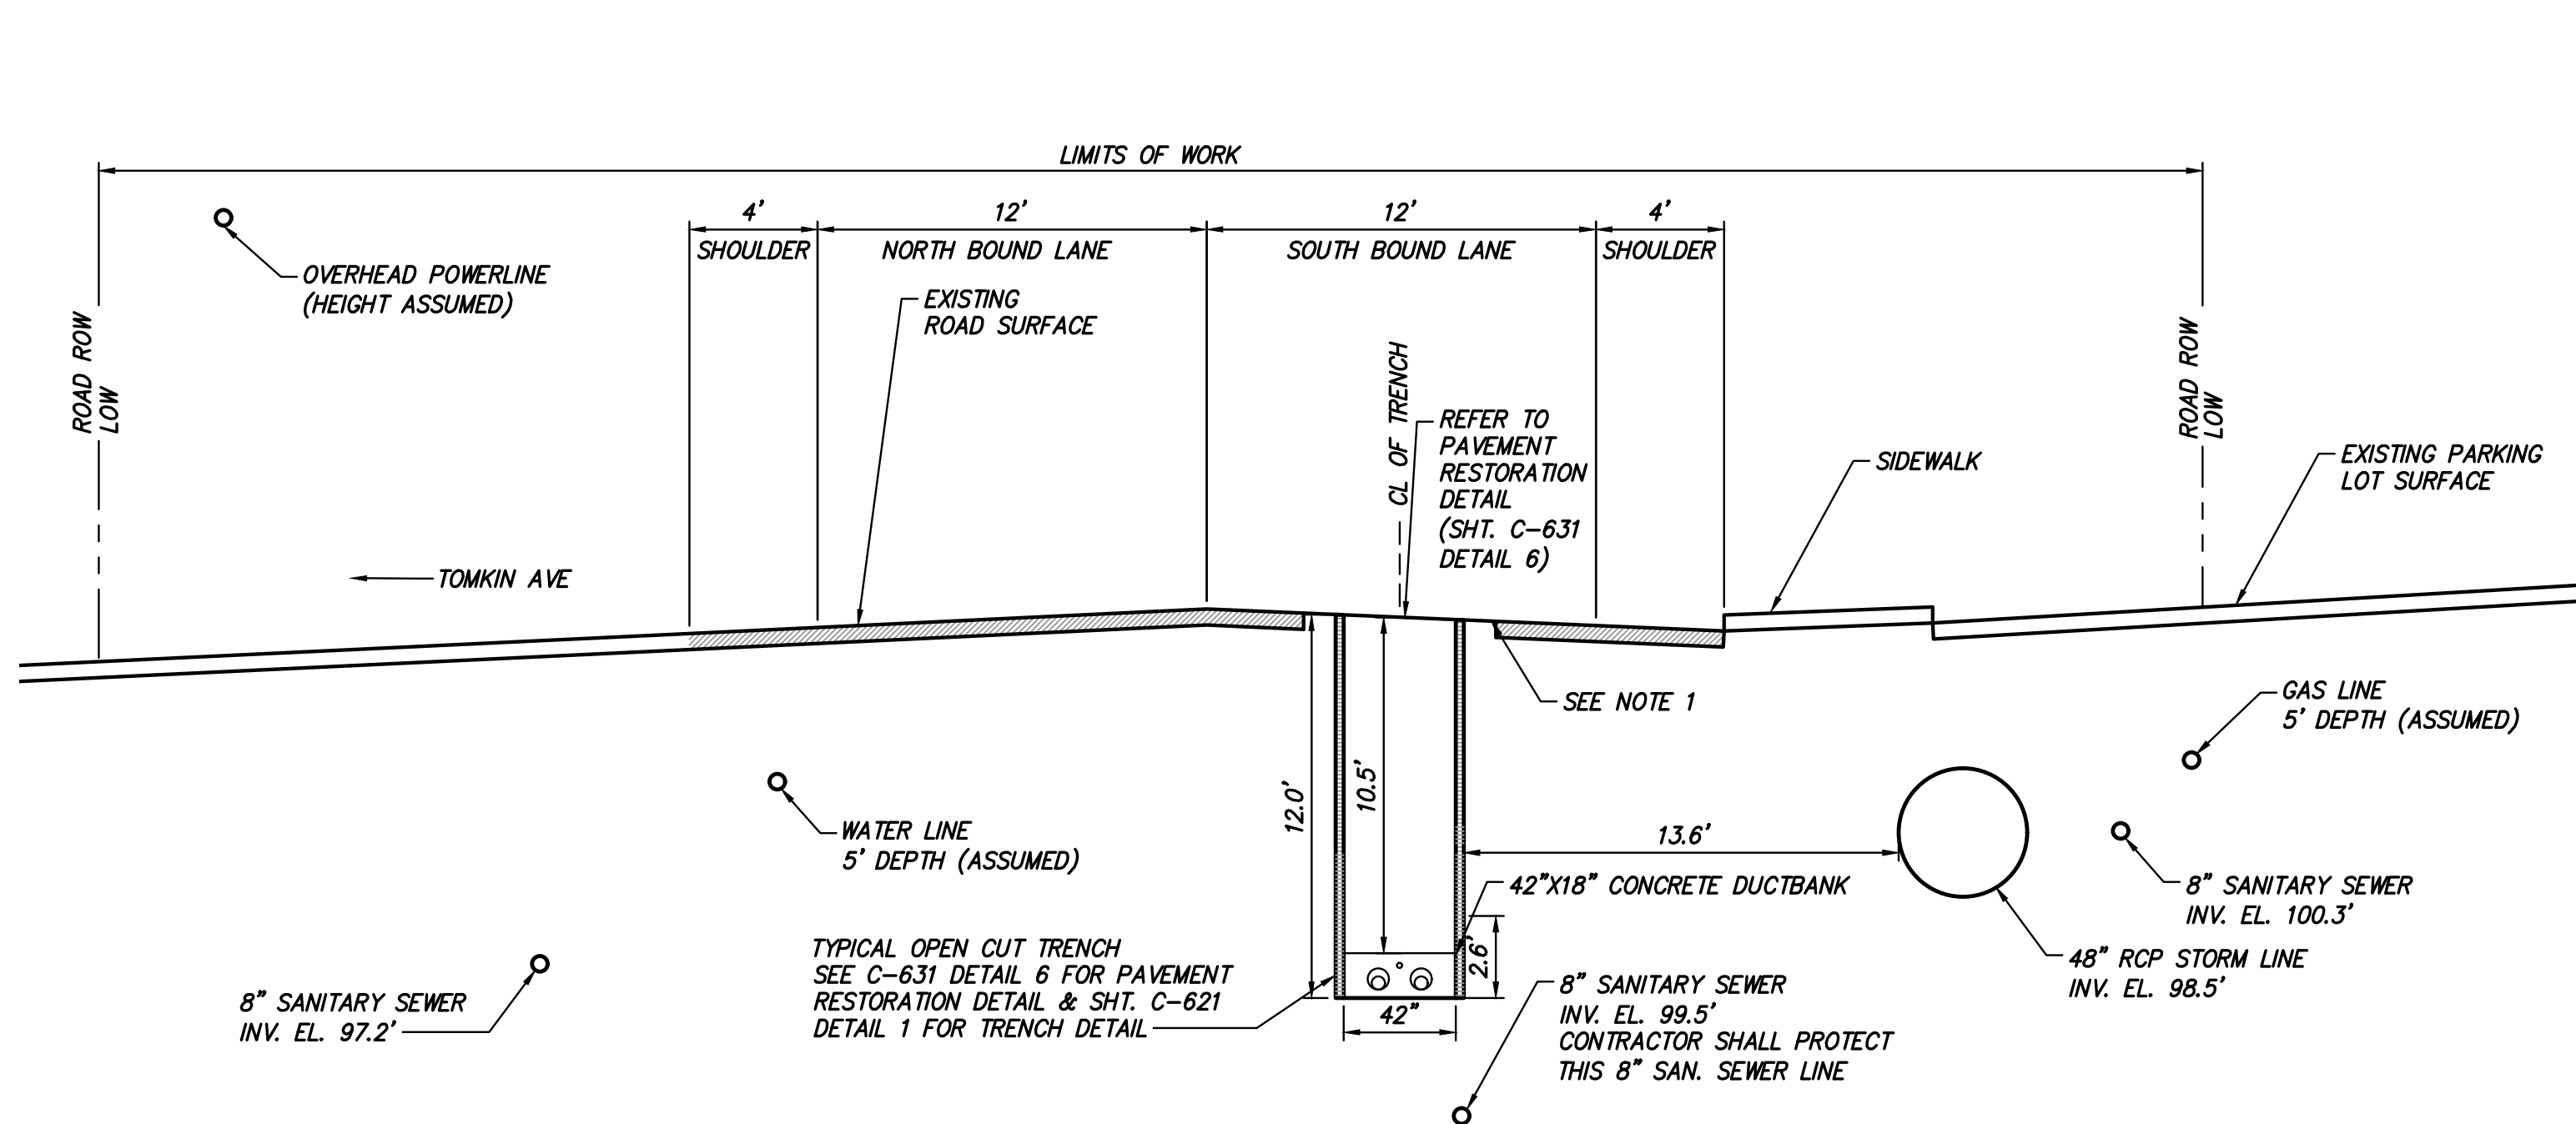 LIMITS OF WORK
4' 12' 12' 4'
SHOULDER NORTH BOUND LANE SOUTH BOUND LANE SHOULDER
OVERHEAD POWERLINE
(HEIGHT ASSUMED)
EXISTING
ROAD SURFACE
ROAD ROW
LOW
CL OF TRENCH
REFER TO
PAVEMENT
RESTORATION
DETAIL
(SHT. C-631
DETAIL 6)
SIDEWALK
ROAD ROW
LOW
EXISTING PARKING
LOT SURFACE
TOMKIN AVE
SEE NOTE 1
GAS LINE
5' DEPTH (ASSUMED)
12.0'
10.5'
WATER LINE
5' DEPTH (ASSUMED)
13.6'
42"X18" CONCRETE DUCTBANK
8" SANITARY SEWER
INV. EL. 100.3'
2.6'
48" RCP STORM LINE
INV. EL. 98.5'
TYPICAL OPEN CUT TRENCH
SEE C-631 DETAIL 6 FOR PAVEMENT
RESTORATION DETAIL & SHT. C-621
DETAIL 1 FOR TRENCH DETAIL
8" SANITARY SEWER
INV. EL. 97.2'
42"
8" SANITARY SEWER
INV. EL. 99.5'
CONTRACTOR SHALL PROTECT
THIS 8" SAN. SEWER LINE